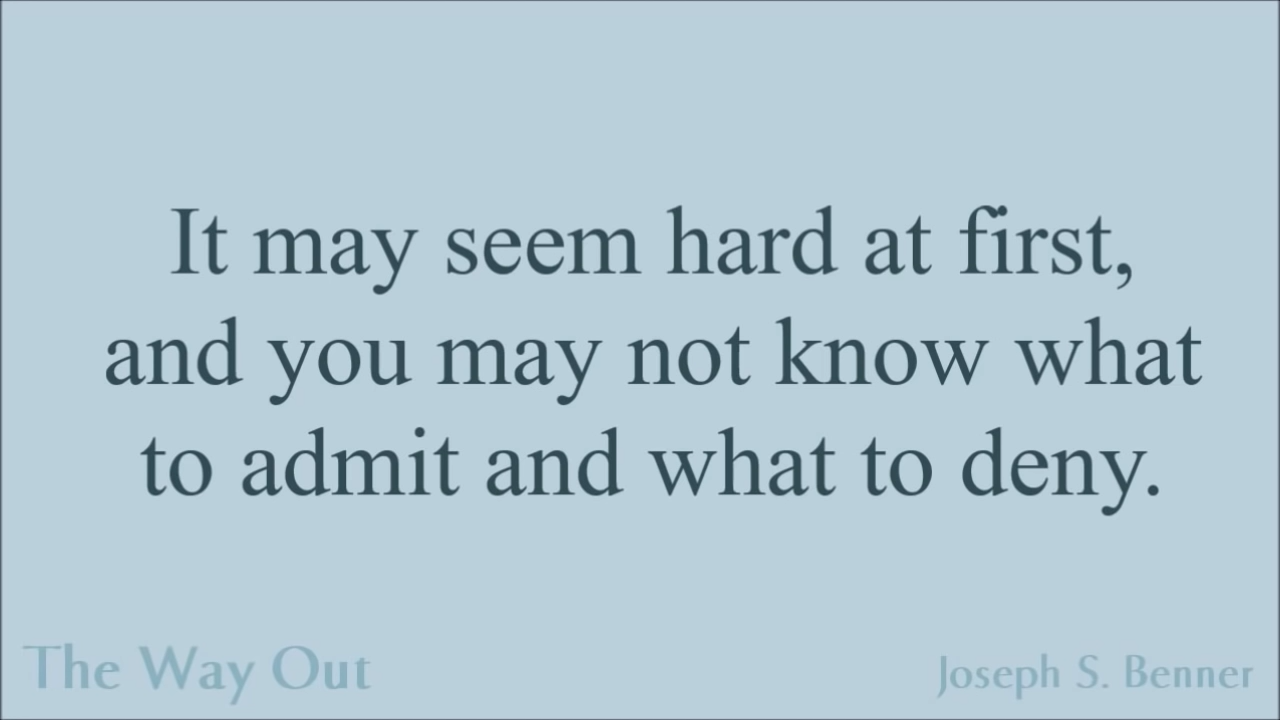 It may seem hard at first,
and you may not know what
to admit and what to deny.
The Way Out
Joseph S. Benner